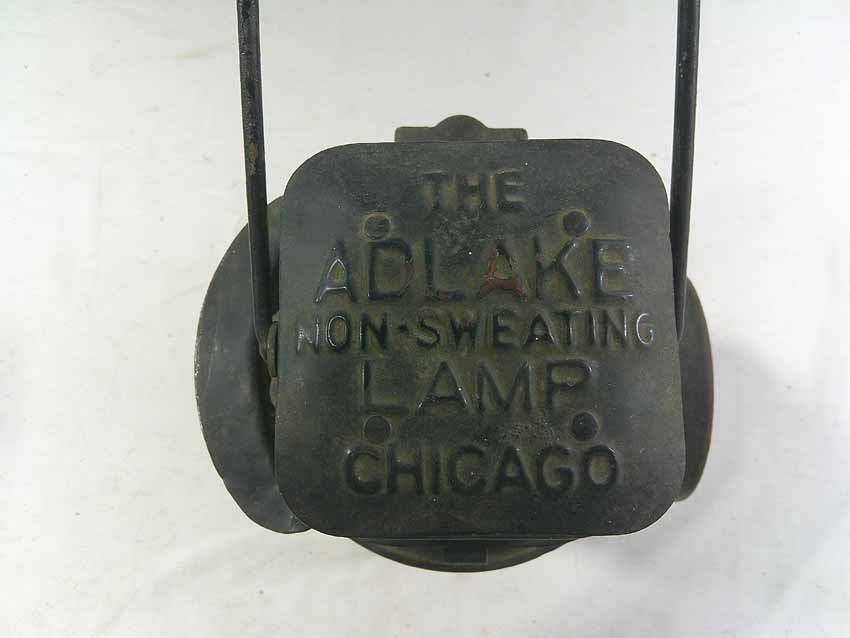 THE
ADLAKE
NON-SWEATING
LAMP
CHICAGO